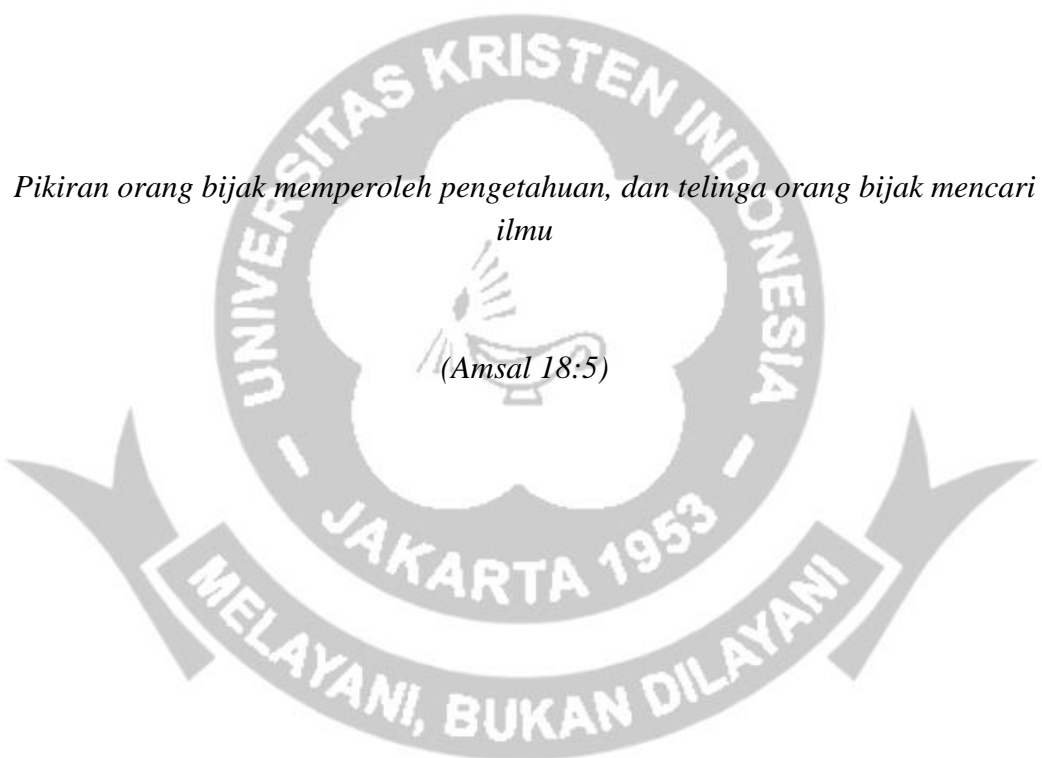 UNIVERSITAS KRISTEN INDONESIA
Pikiran orang bijak memperoleh pengetahuan, dan telinga orang bijak mencari
ilmu
(Amsal 18:5)
- JAKARTA 1953 -
MELAYANI, BUKAN DILAYANI